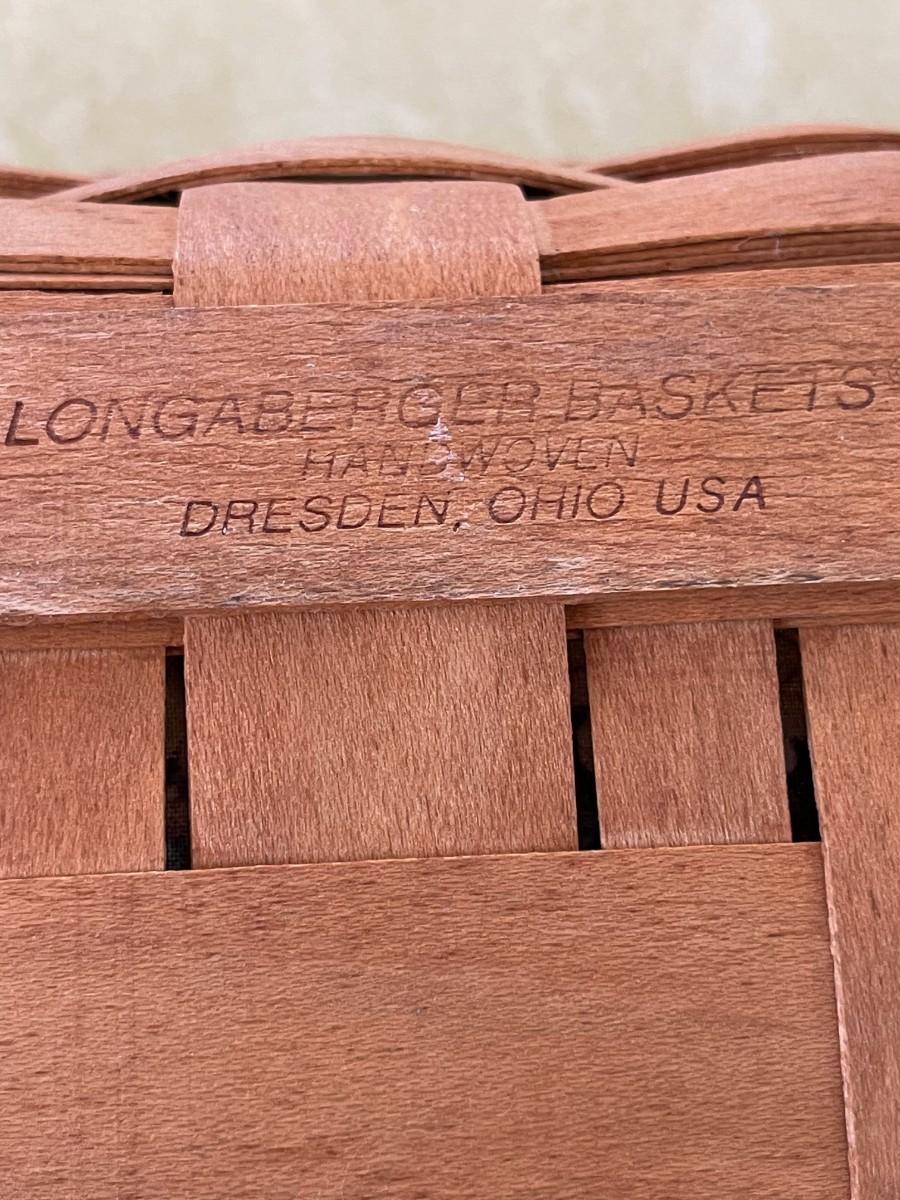 LONGABERGER BASKETS®
HANDWOVEN
DRESDEN, OHIO USA